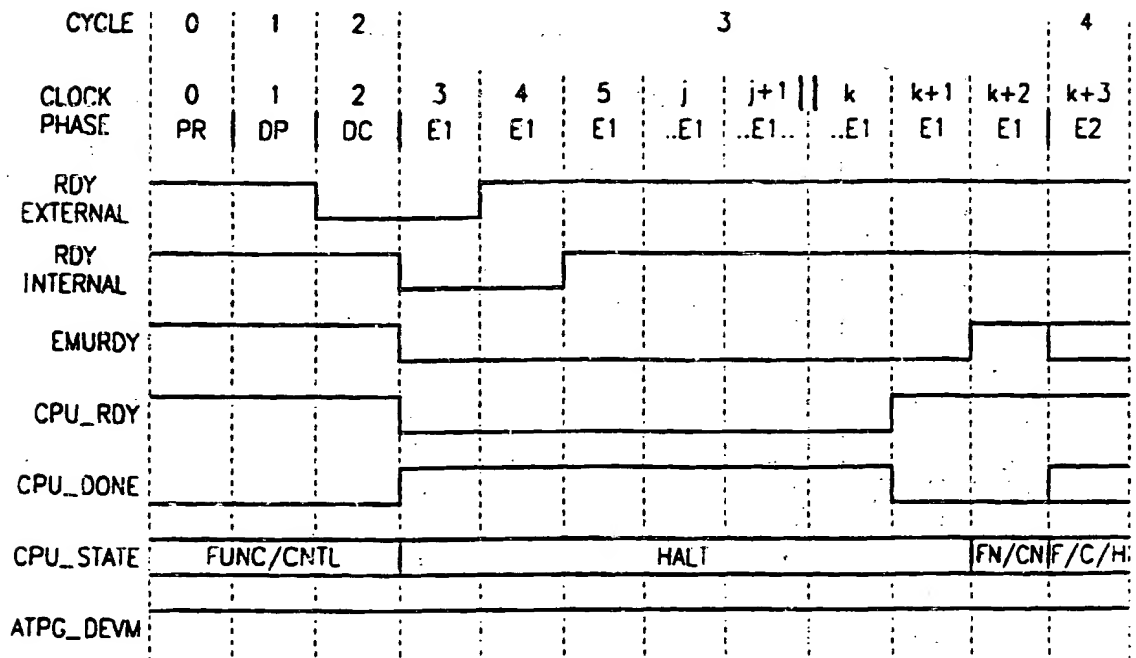 CYCLE 0 1 2 3 4
CLOCK 0 1 2 3 4 5 j j+1 k k+1 k+2 k+3
PHASE PR DP DC E1 E1 E1 ..E1 ..E1.. ..E1 E1 E1 E2
RDY
EXTERNAL
RDY
INTERNAL
EMURDY
CPU_RDY
CPU_DONE
CPU_STATE FUNC/CNTL HALT FN/CN F/C/H
ATPG_DEVM